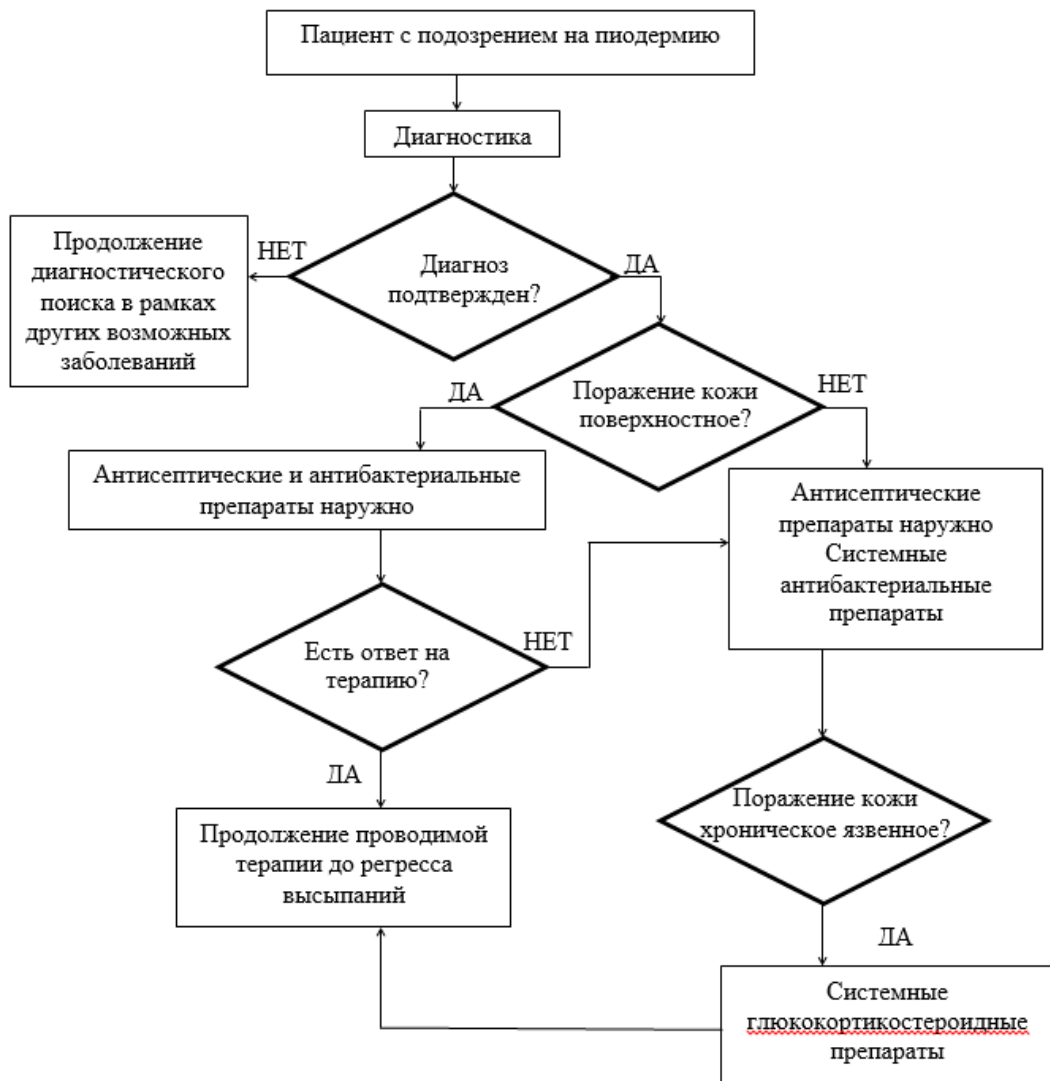 Пациент с подозрением на пиодермию
Диагностика
Диагноз
подтвержден?
НЕТ
ДА
Продолжение
диагностического
поиска в рамках
других возможных
заболеваний
Поражение кожи
поверхностное?
ДА
НЕТ
Антисептические и антибактериальные
препараты наружно
Антисептические
препараты наружно
Системные
антибактериальные
препараты
Есть ответ на
терапию?
НЕТ
ДА
Поражение кожи
хроническое язвенное?
Продолжение проводимой
терапии до регресса
высыпаний
ДА
Системные
глюкокортикостероидные
препараты